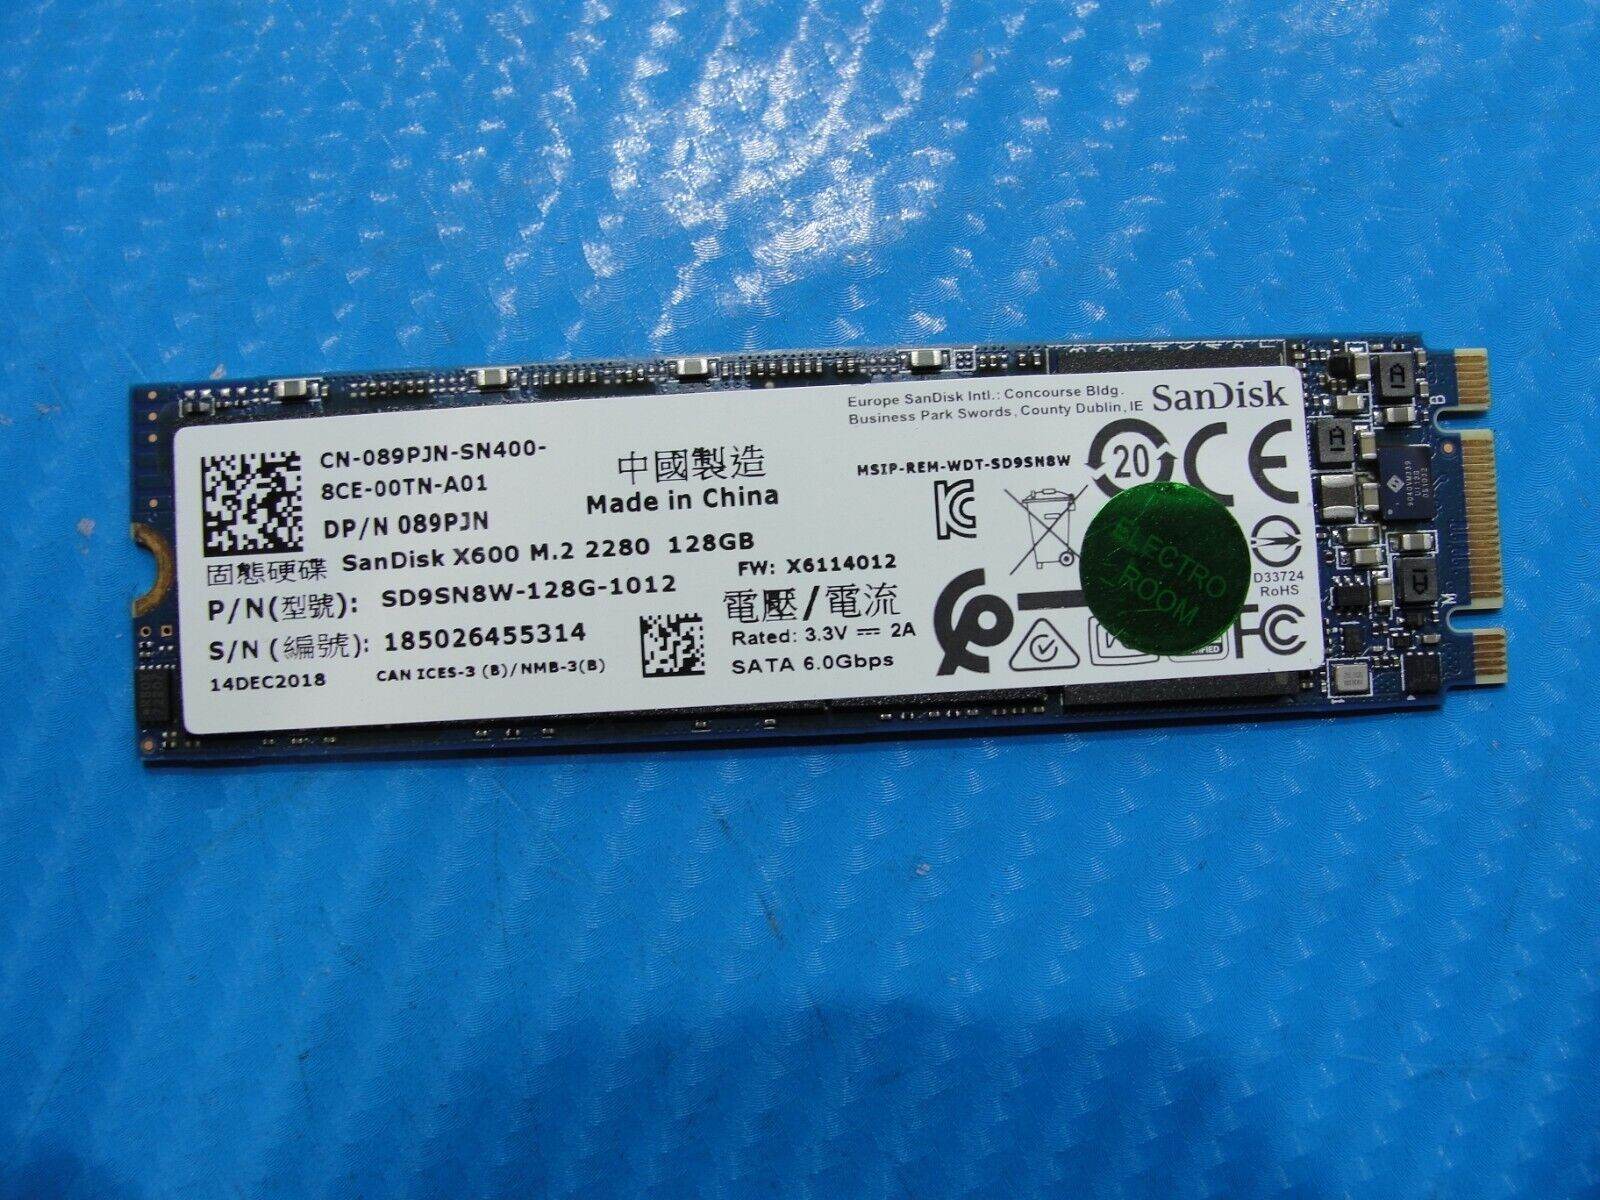 Europe SanDisk Intl.: Concourse Bldg.
Business Park Swords, County Dublin, IE
SanDisk
CN-089PJN-SN400-
8CE-00TN-A01
DP/N 089PJN
中國製造
Made in China
MSIP-REM-WDT-SD9SN8W
20
固態硬碟 SanDisk X600 M.2 2280 128GB
FW: X6114012
P/N(型號): SD9SN8W-128G-1012
S/N (編號): 185026455314
14DEC2018
CAN ICES-3 (B)/NMB-3(B)
電壓/電流
Rated: 3.3V ⎓ 2A
SATA 6.0Gbps
ELECTRO
ROOM
D33724
RoHS
B
M